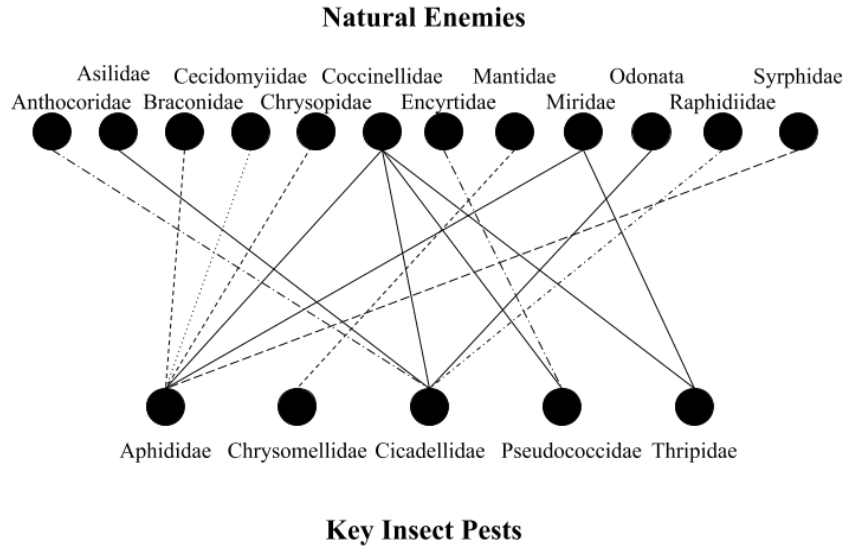 Natural Enemies
Asilidae Cecidomyiidae Coccinellidae Mantidae Odonata Syrphidae
Anthocoridae Braconidae Chrysopidae Encyrtidae Miridae Raphidiidae
Aphididae Chrysomellidae Cicadellidae Pseudococcidae Thripidae
Key Insect Pests